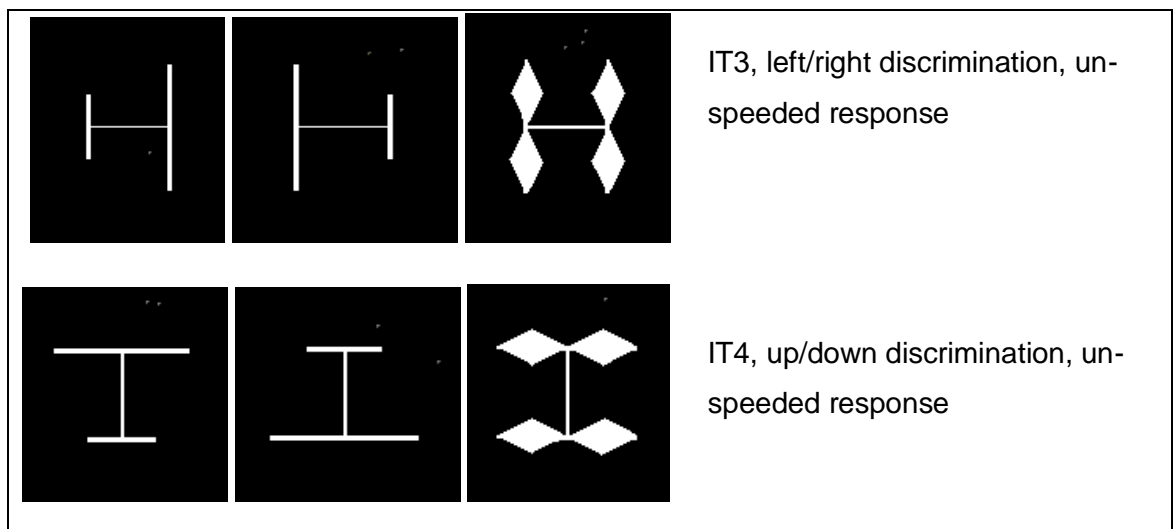 IT3, left/right discrimination, un-
speeded response
IT4, up/down discrimination, un-
speeded response